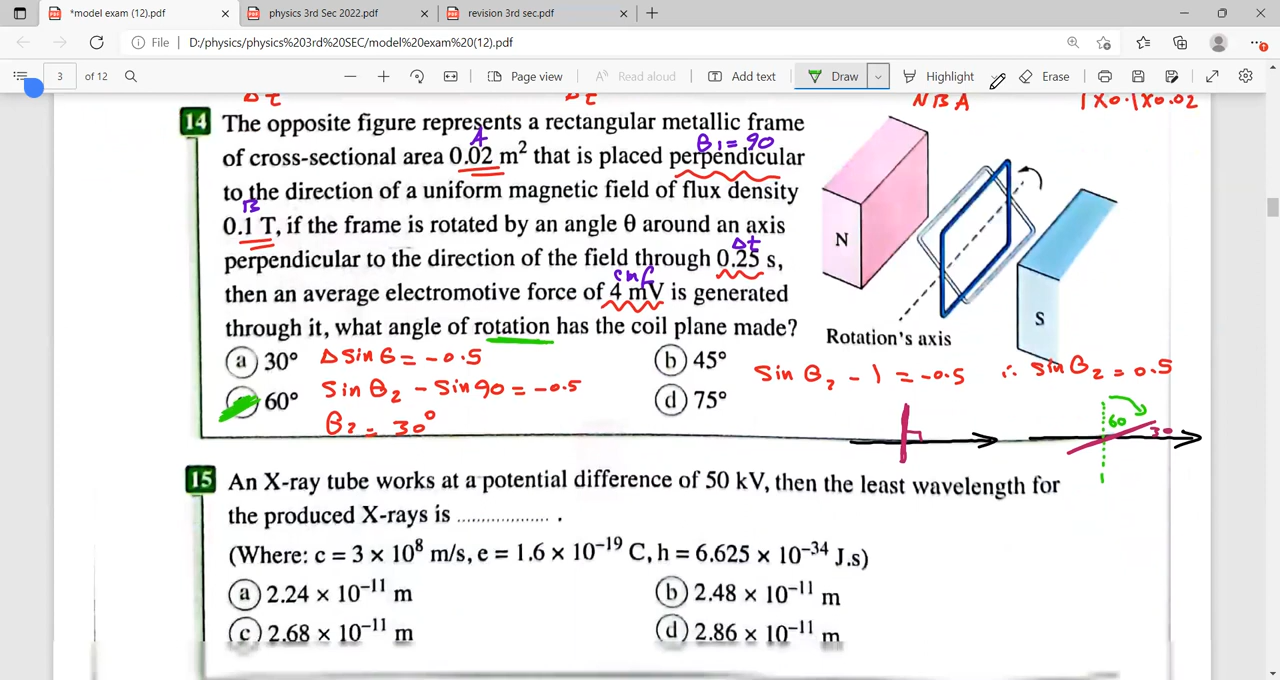 *model exam (12).pdf
physics 3rd Sec 2022.pdf
revision 3rd sec.pdf
File
D:/physics/physics%203rd%20SEC/model%20exam%20(12).pdf
3 of 12
Page view
Read aloud
Add text
Draw
Highlight
Erase
Δt
Δt
NBA
1×0.1×0.02
14 The opposite figure represents a rectangular metallic frame
A
θ1 = 90
of cross-sectional area 0.02 m² that is placed perpendicular
to the direction of a uniform magnetic field of flux density
B
0.1 T, if the frame is rotated by an angle θ around an axis
Δt
perpendicular to the direction of the field through 0.25 s,
emf
then an average electromotive force of 4 mV is generated
through it, what angle of rotation has the coil plane made?
N
S
Rotation's axis
a 30° Δ sin θ = -0.5
b 45°
sin θ2 - 1 = -0.5 ∴ sin θ2 = 0.5
60° sin θ2 - sin 90 = -0.5
d 75°
θ2 = 30°
60
30
15 An X-ray tube works at a potential difference of 50 kV, then the least wavelength for
the produced X-rays is .................. .
(Where: c = 3 × 10⁸ m/s, e = 1.6 × 10⁻¹⁹ C, h = 6.625 × 10⁻³⁴ J.s)
a 2.24 × 10⁻¹¹ m
b 2.48 × 10⁻¹¹ m
c 2.68 × 10⁻¹¹ m
d 2.86 × 10⁻¹¹ m